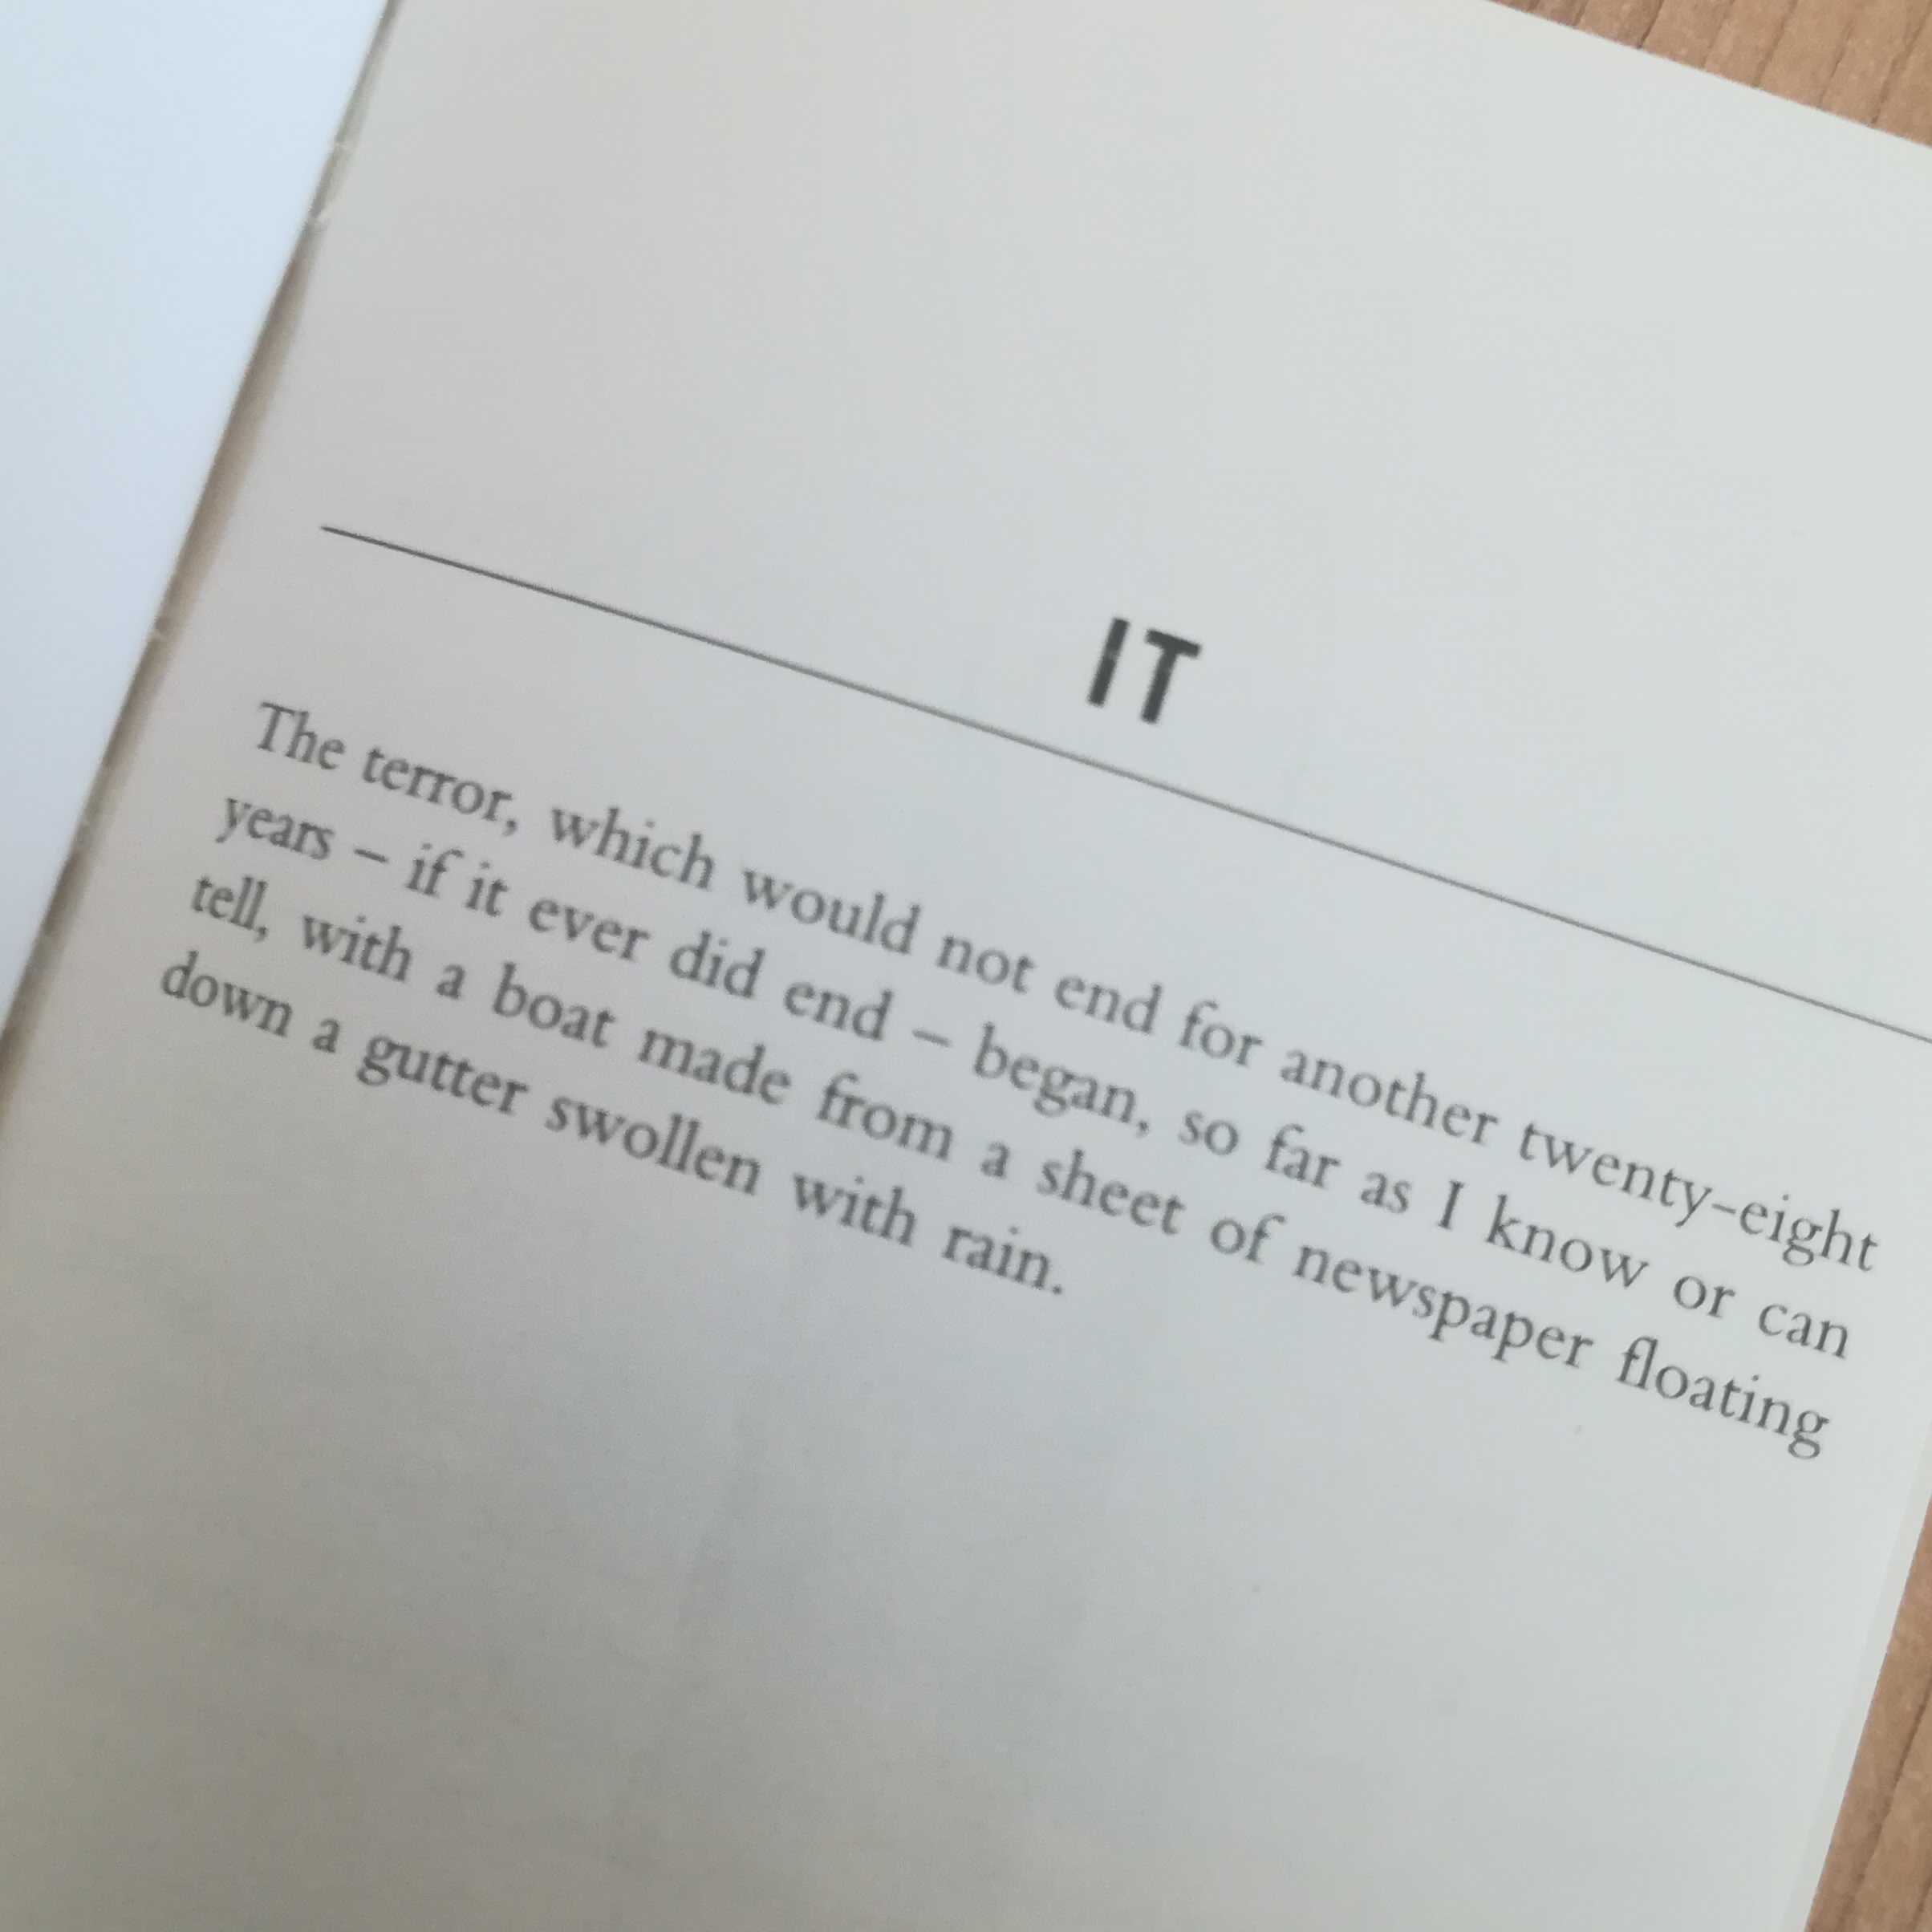 IT
The terror, which would not end for another twenty-eight
years – if it ever did end – began, so far as I know or can
tell, with a boat made from a sheet of newspaper floating
down a gutter swollen with rain.